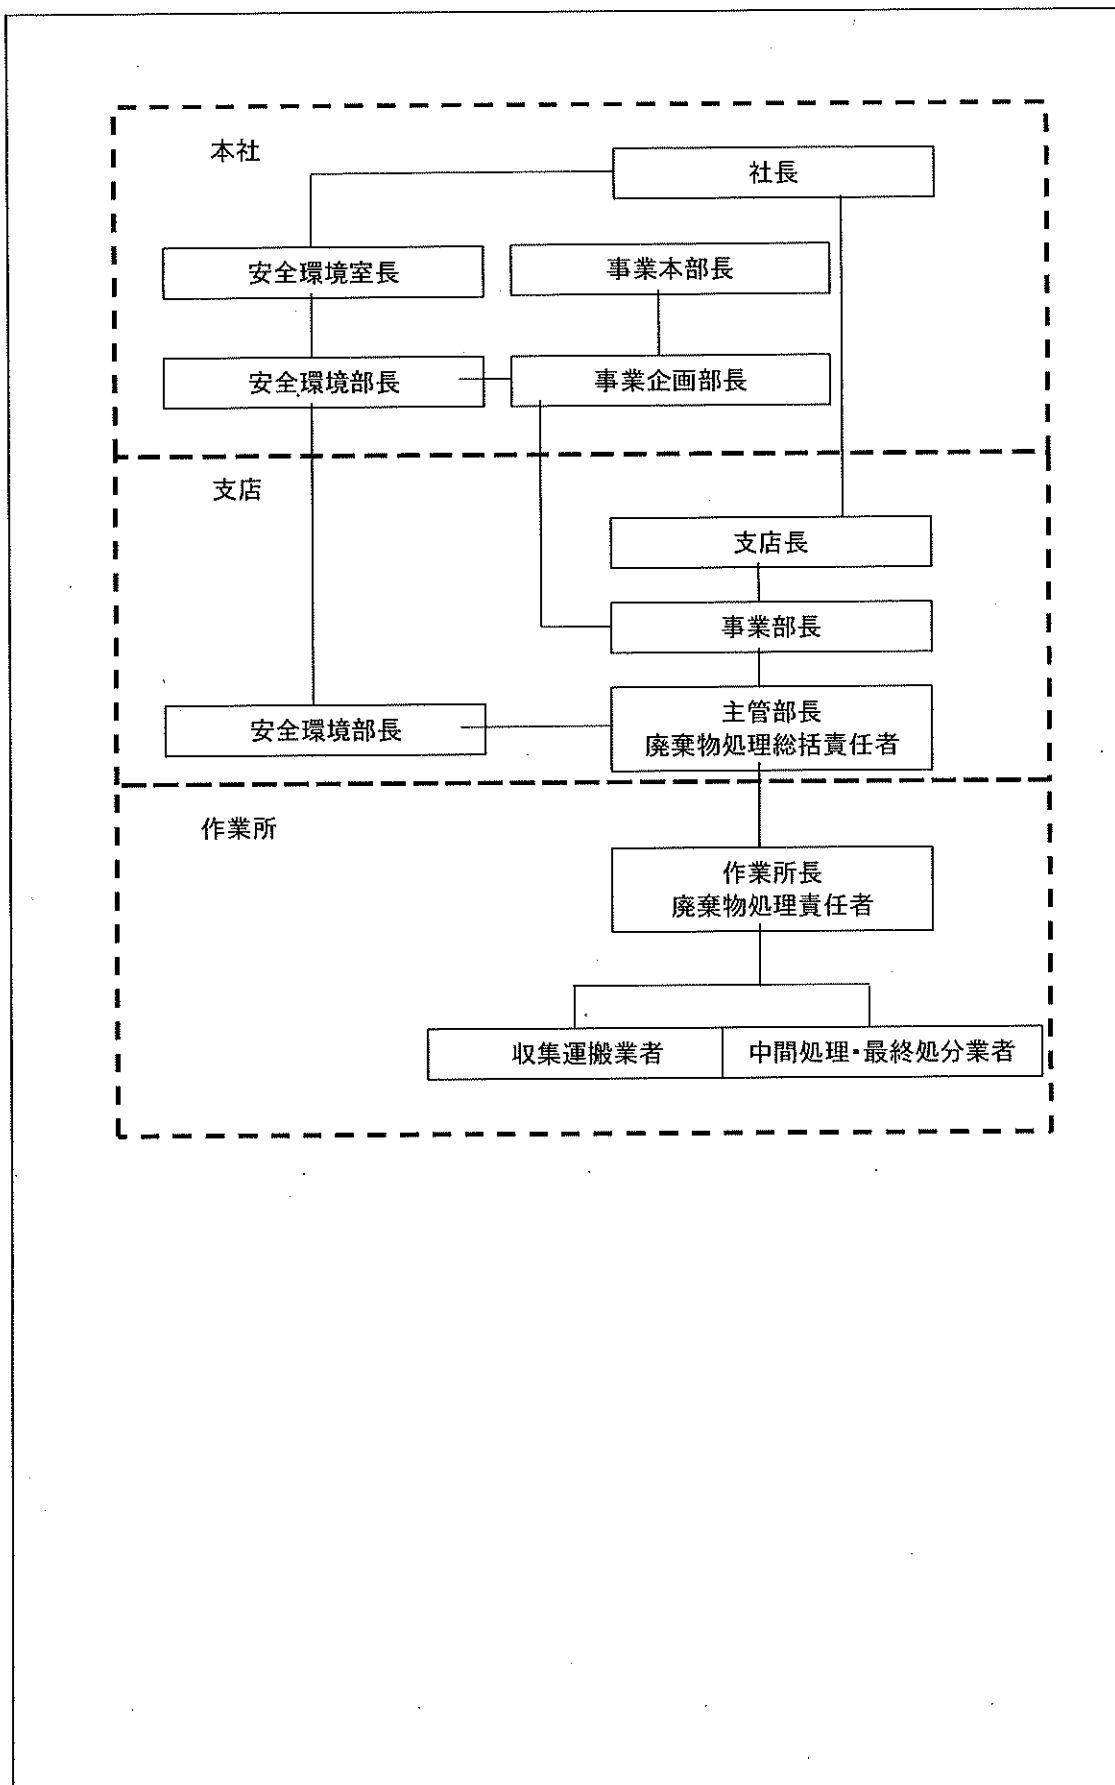 本社
社長
安全環境室長
事業本部長
安全環境部長
事業企画部長
支店
支店長
事業部長
安全環境部長
主管部長
廃棄物処理総括責任者
作業所
作業所長
廃棄物処理責任者
収集運搬業者
中間処理・最終処分業者